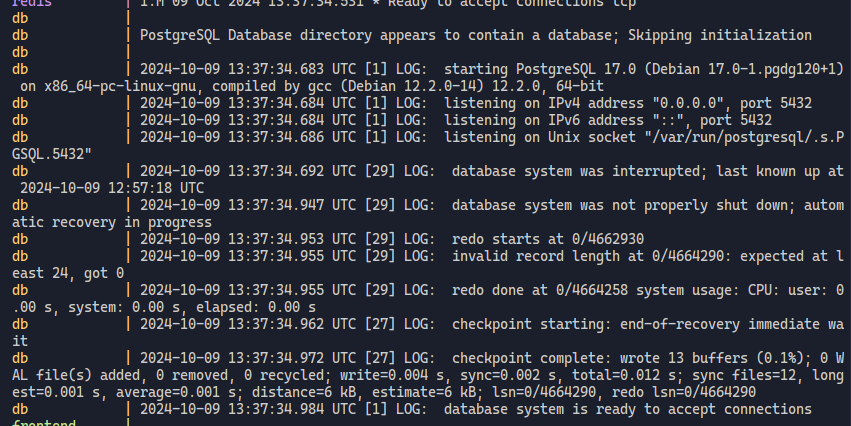 redis | 1:M 09 Oct 2024 13:37:34.531 * Ready to accept connections tcp
db |
db | PostgreSQL Database directory appears to contain a database; Skipping initialization
db |
db | 2024-10-09 13:37:34.683 UTC [1] LOG:  starting PostgreSQL 17.0 (Debian 17.0-1.pgdg120+1)
 on x86_64-pc-linux-gnu, compiled by gcc (Debian 12.2.0-14) 12.2.0, 64-bit
db | 2024-10-09 13:37:34.684 UTC [1] LOG:  listening on IPv4 address "0.0.0.0", port 5432
db | 2024-10-09 13:37:34.684 UTC [1] LOG:  listening on IPv6 address "::", port 5432
db | 2024-10-09 13:37:34.686 UTC [1] LOG:  listening on Unix socket "/var/run/postgresql/.s.P
GSQL.5432"
db | 2024-10-09 13:37:34.692 UTC [29] LOG:  database system was interrupted; last known up at
 2024-10-09 12:57:18 UTC
db | 2024-10-09 13:37:34.947 UTC [29] LOG:  database system was not properly shut down; autom
atic recovery in progress
db | 2024-10-09 13:37:34.953 UTC [29] LOG:  redo starts at 0/4662930
db | 2024-10-09 13:37:34.955 UTC [29] LOG:  invalid record length at 0/4664290: expected at l
east 24, got 0
db | 2024-10-09 13:37:34.955 UTC [29] LOG:  redo done at 0/4664258 system usage: CPU: user: 0
.00 s, system: 0.00 s, elapsed: 0.00 s
db | 2024-10-09 13:37:34.962 UTC [27] LOG:  checkpoint starting: end-of-recovery immediate wa
it
db | 2024-10-09 13:37:34.972 UTC [27] LOG:  checkpoint complete: wrote 13 buffers (0.1%); 0 W
AL file(s) added, 0 removed, 0 recycled; write=0.004 s, sync=0.002 s, total=0.012 s; sync files=12, long
est=0.001 s, average=0.001 s; distance=6 kB, estimate=6 kB; lsn=0/4664290, redo lsn=0/4664290
db | 2024-10-09 13:37:34.984 UTC [1] LOG:  database system is ready to accept connections
frontend |